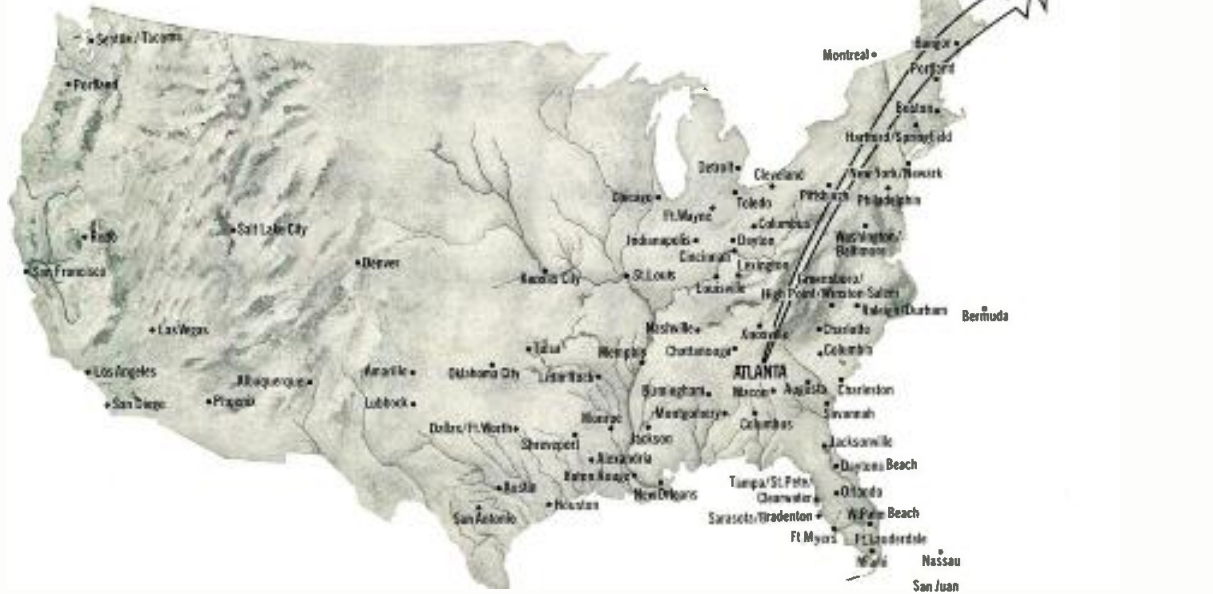 Seattle/Tacoma
Portland
Reno
San Francisco
Salt Lake City
Las Vegas
Los Angeles
San Diego
Phoenix
Albuquerque
Denver
Amarillo
Lubbock
Oklahoma City
Tulsa
Dallas/Ft. Worth
Austin
San Antonio
Houston
Kansas City
St. Louis
Little Rock
Memphis
Shreveport
Monroe
Alexandria
Baton Rouge
Jackson
New Orleans
Chicago
Detroit
Cleveland
Toledo
Ft. Wayne
Indianapolis
Columbus
Dayton
Cincinnati
Lexington
Louisville
Nashville
Knoxville
Chattanooga
Birmingham
Montgomery
ATLANTA
Macon
Augusta
Columbus
Savannah
Charleston
Columbia
Charlotte
Greensboro/
High Point/Winston-Salem
Raleigh/Durham
Washington/
Baltimore
Pittsburgh
Philadelphia
New York/Newark
Hartford/Springfield
Boston
Portland
Bangor
Montreal
Bermuda
Jacksonville
Daytona Beach
Tampa/St. Pete/
Clearwater
Orlando
Sarasota/Bradenton
W. Palm Beach
Ft Myers
Ft. Lauderdale
Miami
Nassau
San Juan